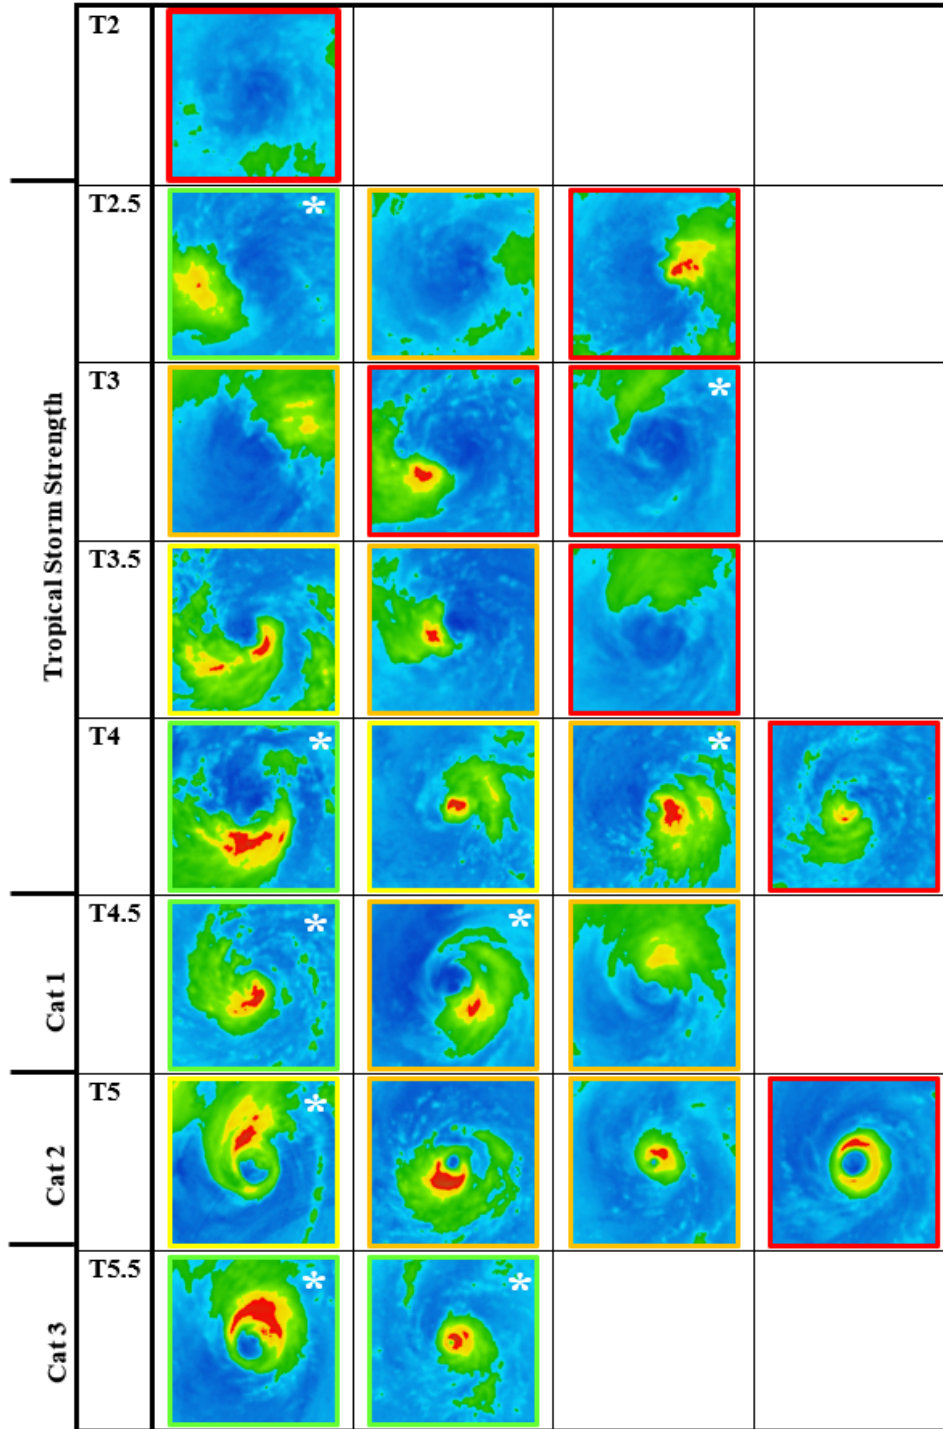 T2
T2.5
*
Tropical Storm Strength
T3
*
T3.5
T4
*
*
Cat 1
T4.5
*
*
Cat 2
T5
*
Cat 3
T5.5
*
*